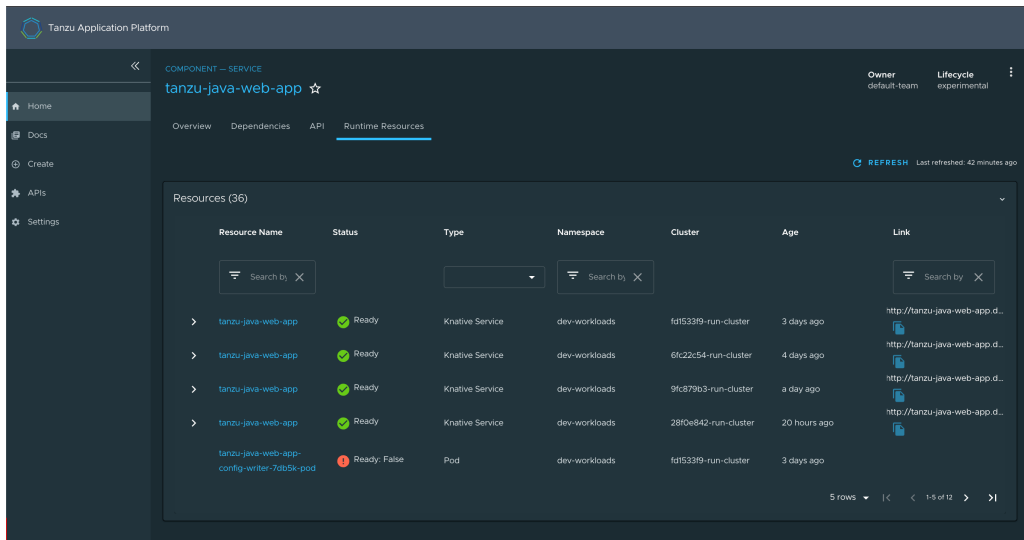 Tanzu Application Platform
Home
Docs
Create
APIs
Settings
COMPONENT — SERVICE
tanzu-java-web-app
Owner
default-team
Lifecycle
experimental
Overview Dependencies API Runtime Resources
REFRESH Last refreshed: 42 minutes ago
Resources (36)
Resource Name Status Type Namespace Cluster Age Link
Search by Search by Search by
tanzu-java-web-app Ready Knative Service dev-workloads fd1533f9-run-cluster 3 days ago http://tanzu-java-web-app.d...
tanzu-java-web-app Ready Knative Service dev-workloads 6fc22c54-run-cluster 4 days ago http://tanzu-java-web-app.d...
tanzu-java-web-app Ready Knative Service dev-workloads 9fc879b3-run-cluster a day ago http://tanzu-java-web-app.d...
tanzu-java-web-app Ready Knative Service dev-workloads 28f0e842-run-cluster 20 hours ago http://tanzu-java-web-app.d...
tanzu-java-web-app-
config-writer-7db5k-pod Ready: False Pod dev-workloads fd1533f9-run-cluster 3 days ago
5 rows 1-5 of 12